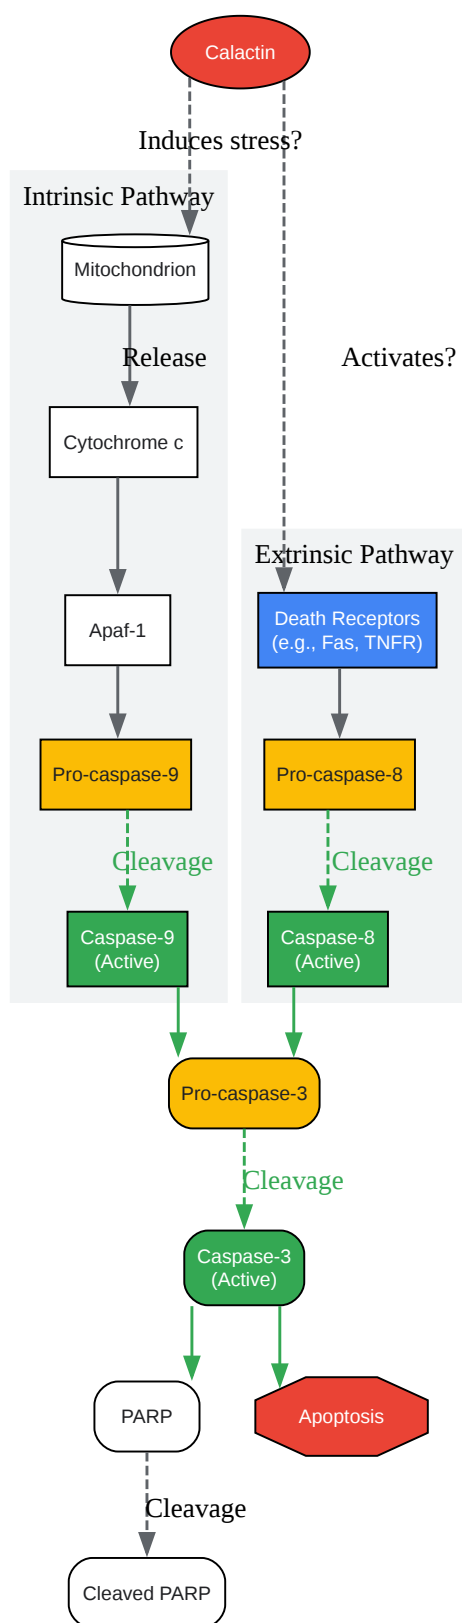 Calactin
Induces stress?
Intrinsic Pathway
Mitochondrion
Release
Activates?
Cytochrome c
Extrinsic Pathway
Apaf-1
Death Receptors
(e.g., Fas, TNFR)
Pro-caspase-9
Pro-caspase-8
Cleavage
Cleavage
Caspase-9
(Active)
Caspase-8
(Active)
Pro-caspase-3
Cleavage
Caspase-3
(Active)
PARP
Apoptosis
Cleavage
Cleaved PARP